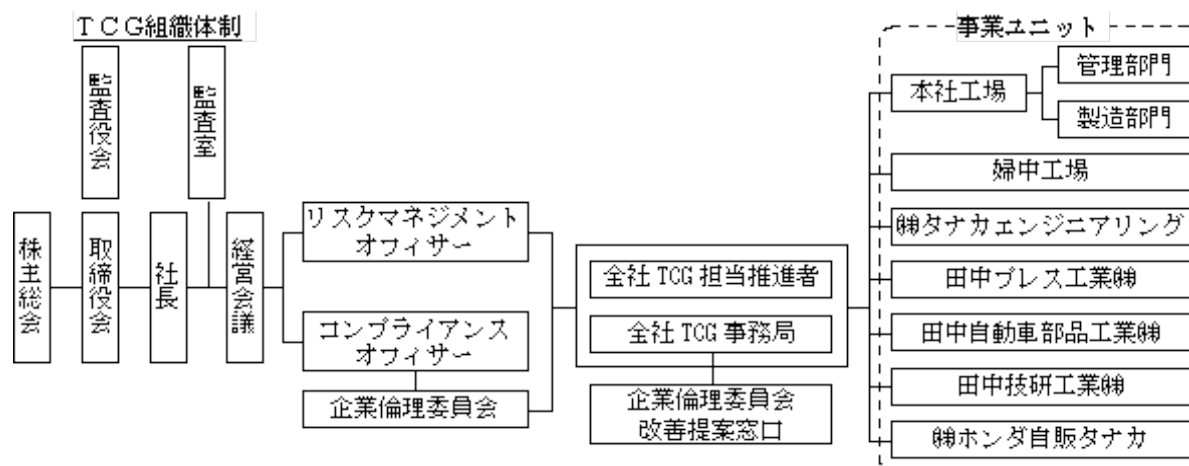 TCG組織体制
事業ユニット
監査役会
監査室
株主総会
取締役会
社長
経営会議
リスクマネジメント
オフィサー
コンプライアンス
オフィサー
企業倫理委員会
全社TCG担当推進者
全社TCG事務局
企業倫理委員会
改善提案窓口
本社工場
管理部門
製造部門
婦中工場
㈱タナカエンジニアリング
田中プレス工業㈱
田中自動車部品工業㈱
田中技研工業㈱
㈱ホンダ自販タナカ